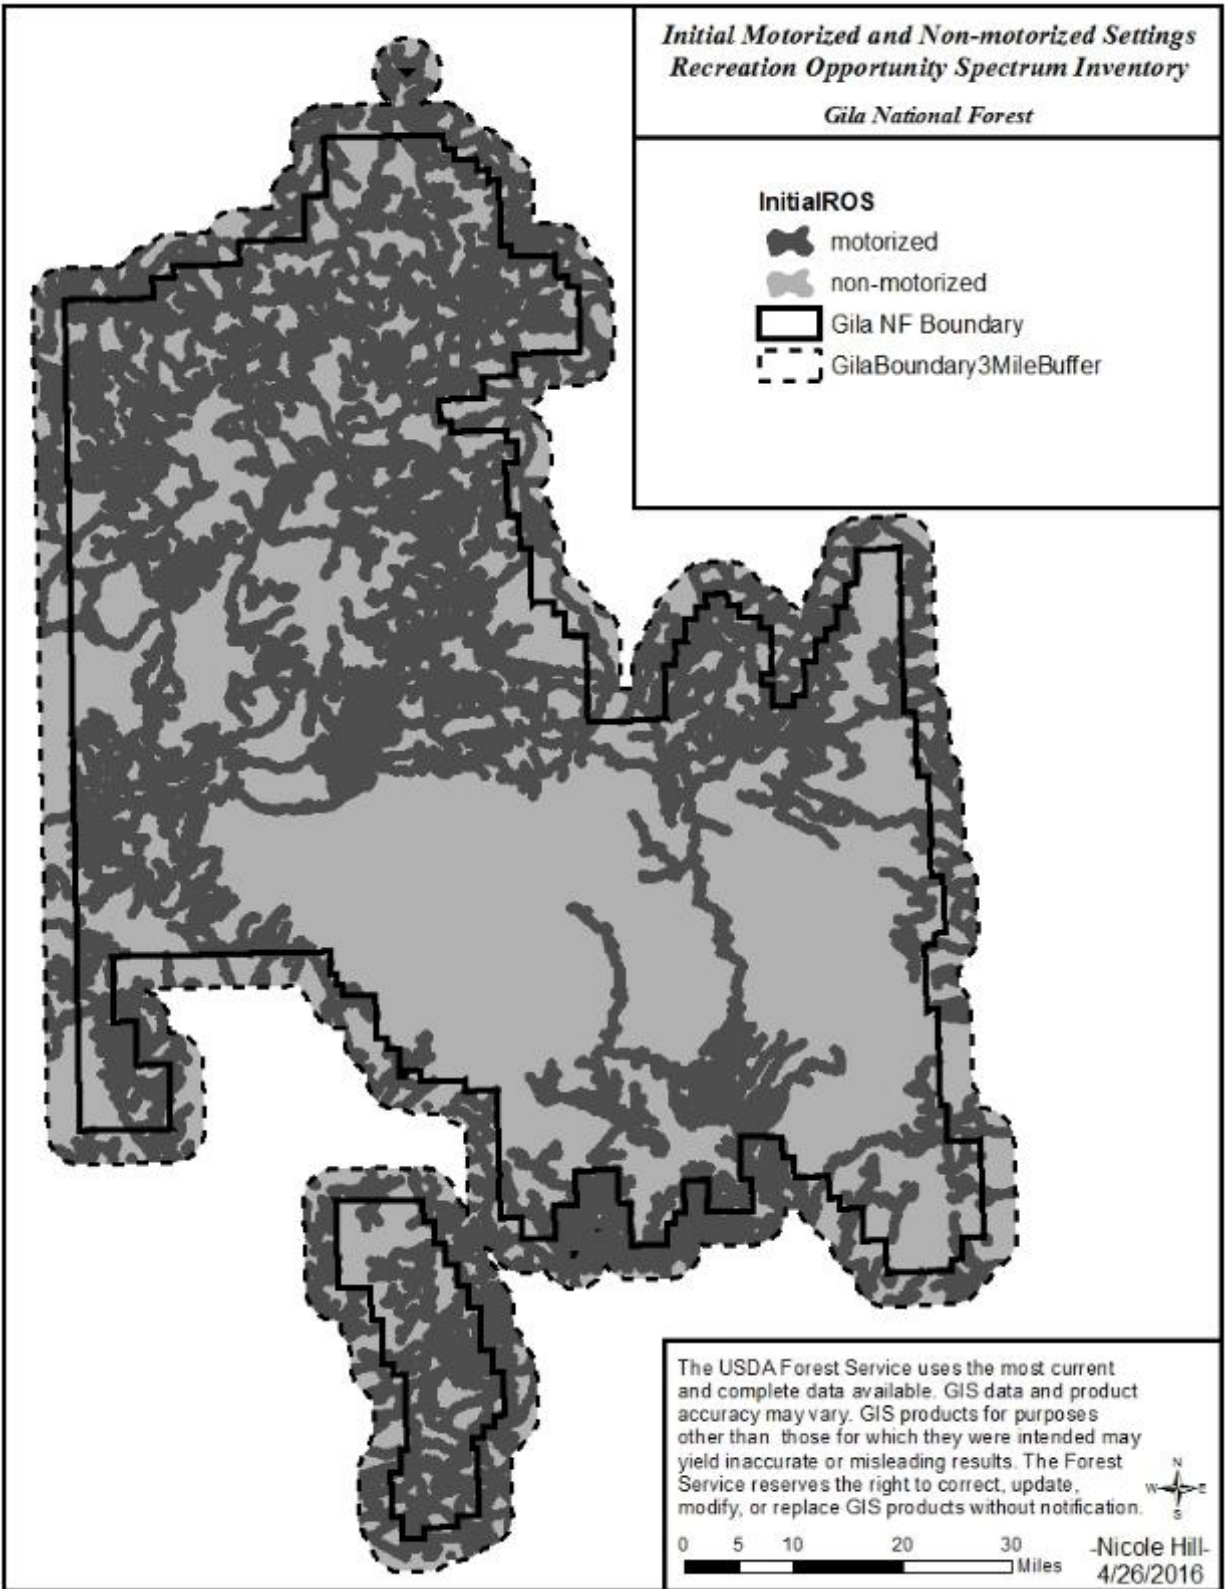 Initial Motorized and Non-motorized Settings
Recreation Opportunity Spectrum Inventory
Gila National Forest
InitialROS
motorized
non-motorized
Gila NF Boundary
GilaBoundary3MileBuffer
The USDA Forest Service uses the most current
and complete data available. GIS data and product
accuracy may vary. GIS products for purposes
other than those for which they were intended may
yield inaccurate or misleading results. The Forest
Service reserves the right to correct, update,
modify, or replace GIS products without notification.
N
W E
S
0 5 10 20 30
Miles
-Nicole Hill-
4/26/2016